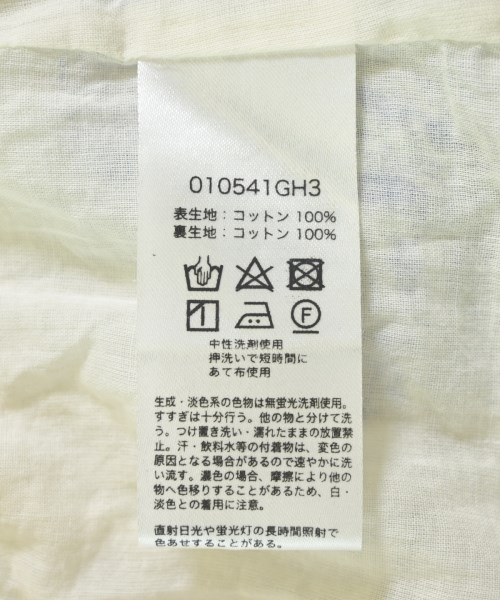 010541GH3
表生地：コットン 100%
裏生地：コットン 100%
F
中性洗剤使用
押洗いで短時間に
あて布使用
生成・淡色系の色物は無蛍光洗剤使用。
すすぎは十分行う。他の物と分けて洗
う。つけ置き洗い・濡れたままの放置禁
止。汗・飲料水等の付着物は、変色の
原因となる場合があるので速やかに洗
い流す。濃色の場合、摩擦により他の
物へ色移りすることがあるため、白・
淡色との着用に注意。
直射日光や蛍光灯の長時間照射で
色あせすることがある。